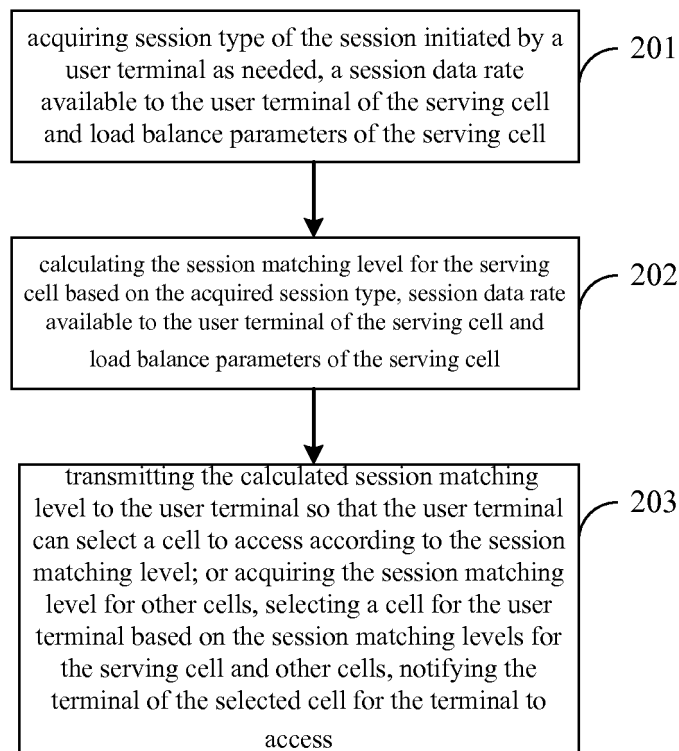 acquiring session type of the session initiated by a
user terminal as needed, a session data rate
available to the user terminal of the serving cell
and load balance parameters of the serving cell
201
calculating the session matching level for the serving
cell based on the acquired session type, session data rate
available to the user terminal of the serving cell and
load balance parameters of the serving cell
202
transmitting the calculated session matching
level to the user terminal so that the user terminal
can select a cell to access according to the session
matching level; or acquiring the session matching
level for other cells, selecting a cell for the user
terminal based on the session matching levels for
the serving cell and other cells, notifying the
terminal of the selected cell for the terminal to
access
203